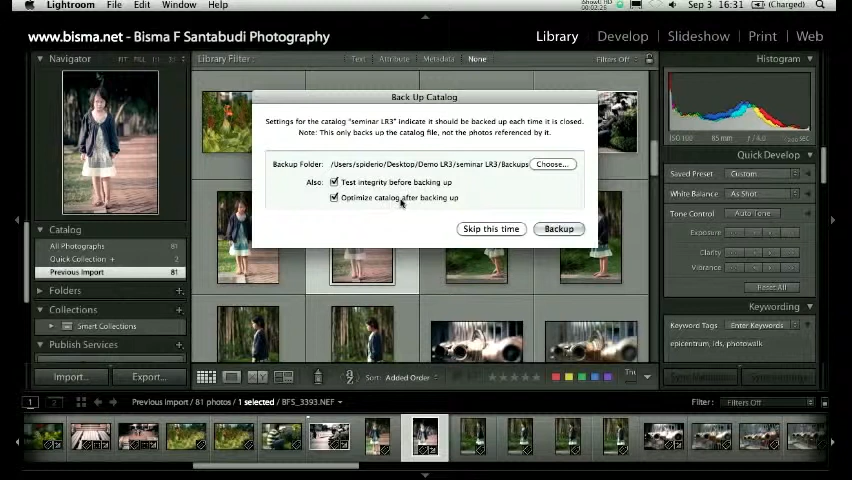 Lightroom File Edit Window Help
Sep 3 16:31 (Charged)
www.bisma.net - Bisma F Santabudi Photography
Library Develop Slideshow Print Web
Navigator
Library Filter: Text Attribute Metadata None Filters Off
Histogram
ISO 100 f / 4.0
Back Up Catalog
Settings for the catalog "seminar LR3" indicate it should be backed up each time it is closed.
Note: This only backs up the catalog file, not the photos referenced by it.
Backup Folder: /Users/spiderio/Desktop/Demo LR3/seminar LR3/Backups Choose...
Also: Test integrity before backing up
Optimize catalog after backing up
Skip this time Backup
Quick Develop
Saved Preset Custom
White Balance As Shot
Tone Control Auto Tone
Exposure
Clarity
Vibrance
Reset All
Keywording
Keyword Tags Enter Keywords
epicentrum, ids, photowalk
Catalog
All Photographs 81
Quick Collection + 2
Previous Import 81
Folders
Collections
Smart Collections
Publish Services
Import... Export...
Sort: Added Order
1 2 Previous Import / 81 photos / 1 selected / BFS_3393.NEF
Filter : Filters Off